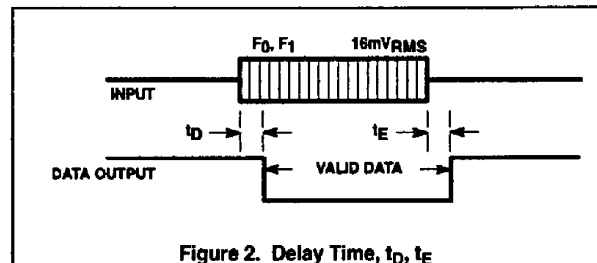 F0, F1 16mVRMS
INPUT
tD tE
DATA OUTPUT VALID DATA
Figure 2. Delay Time, tD, tE